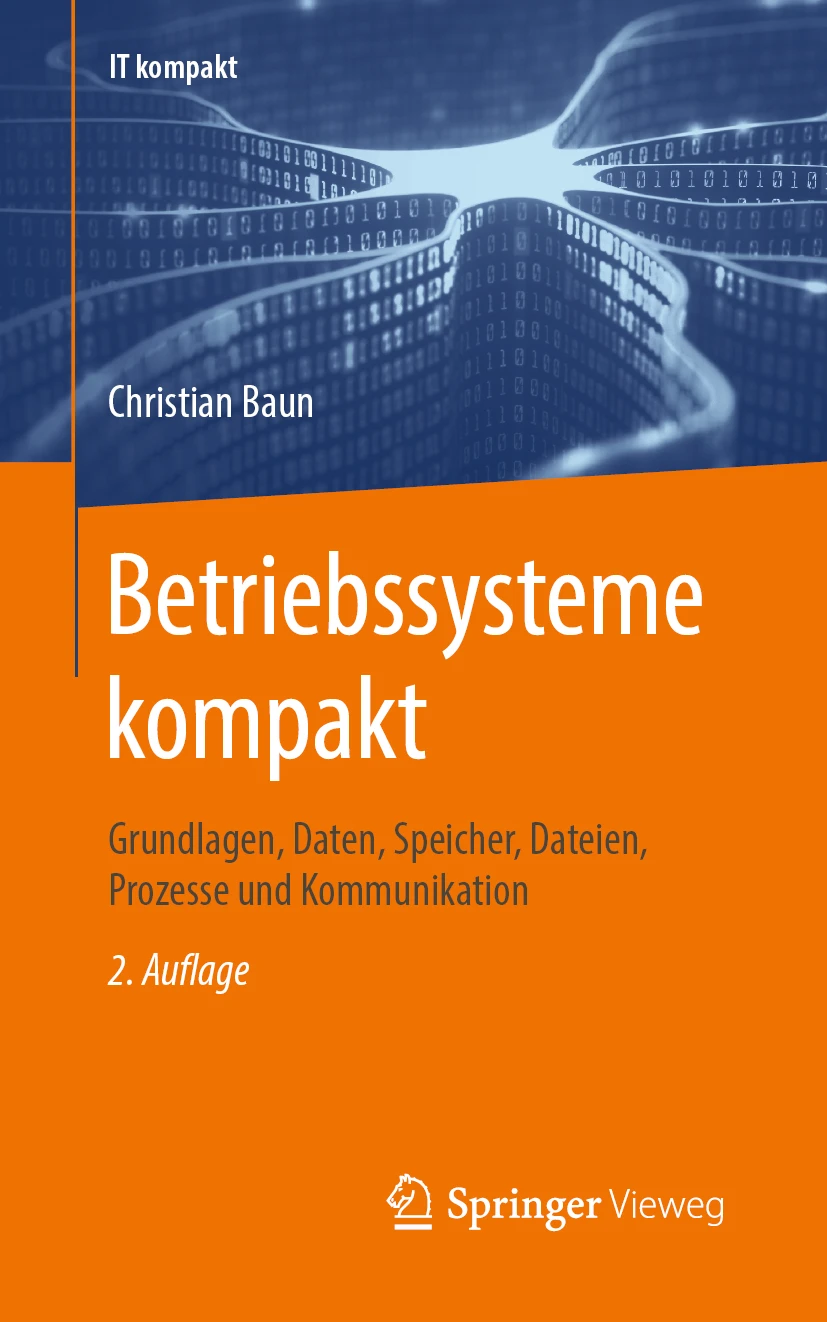 IT kompakt
Christian Baun
Betriebssysteme
kompakt
Grundlagen, Daten, Speicher, Dateien,
Prozesse und Kommunikation
2. Auflage
Springer Vieweg